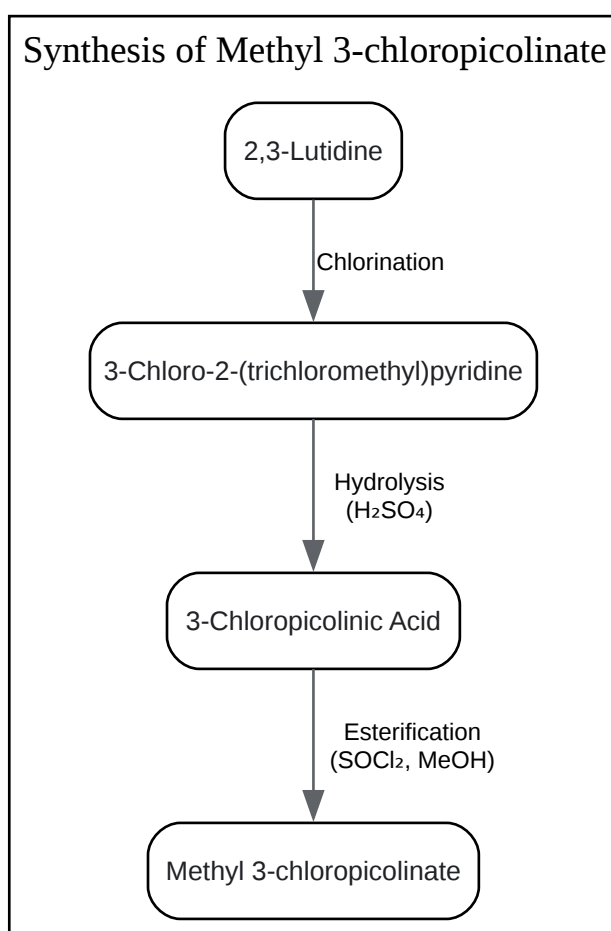 Synthesis of Methyl 3-chloropicolinate
2,3-Lutidine
Chlorination
3-Chloro-2-(trichloromethyl)pyridine
Hydrolysis
(H₂SO₄)
3-Chloropicolinic Acid
Esterification
(SOCl₂, MeOH)
Methyl 3-chloropicolinate